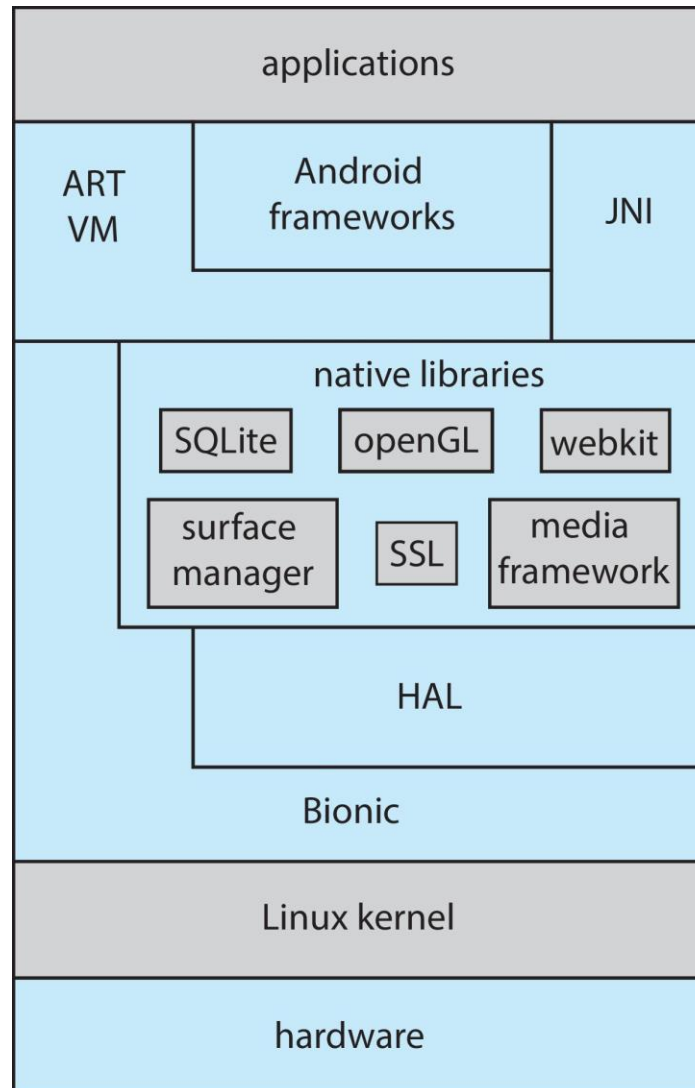 applications
ART
VM
Android
frameworks
JNI
native libraries
SQLite
openGL
webkit
surface
manager
SSL
media
framework
HAL
Bionic
Linux kernel
hardware